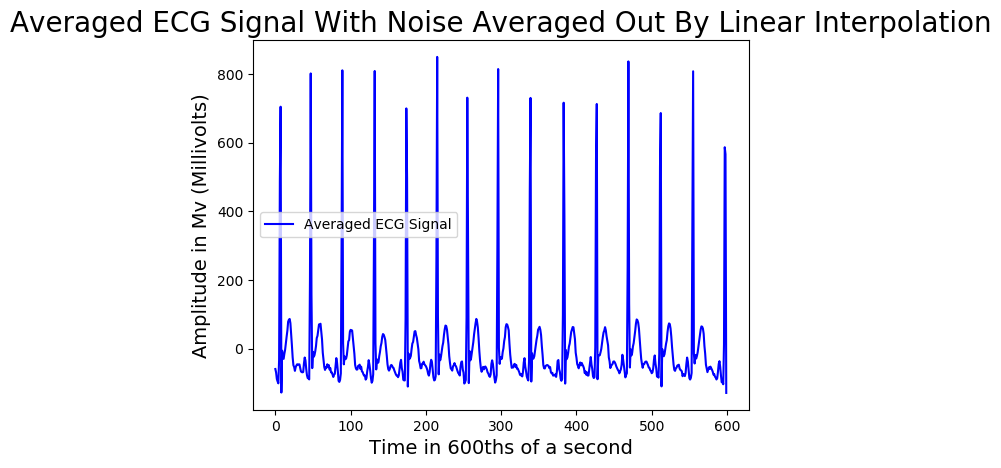 Averaged ECG Signal With Noise Averaged Out By Linear Interpolation
800
600
400
200
0
Amplitude in Mv (Millivolts)
Averaged ECG Signal
0 100 200 300 400 500 600
Time in 600ths of a second